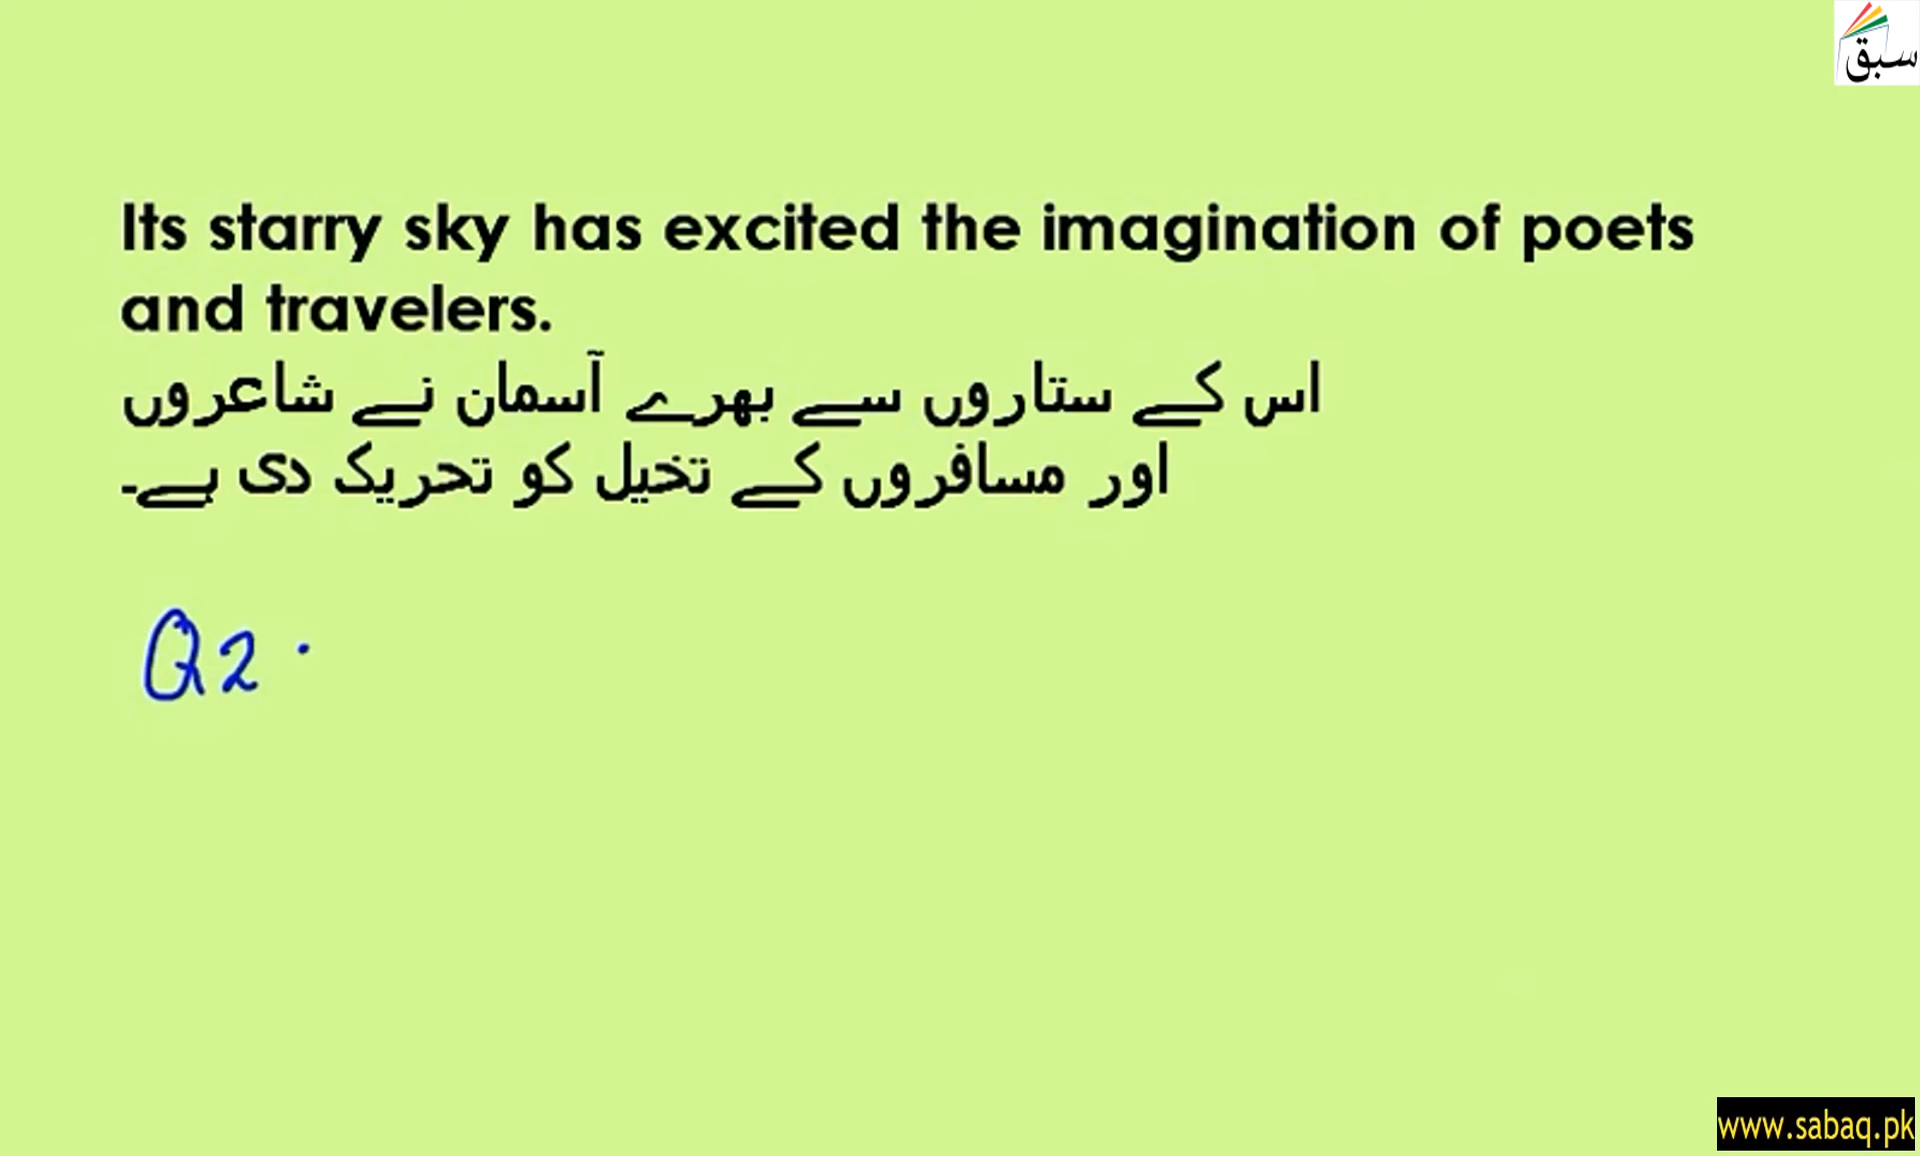 سبق
Its starry sky has excited the imagination of poets
and travelers.
اس کے ستاروں سے بھرے آسمان نے شاعروں
اور مسافروں کے تخیل کو تحریک دی ہے۔
Q2 .
www.sabaq.pk